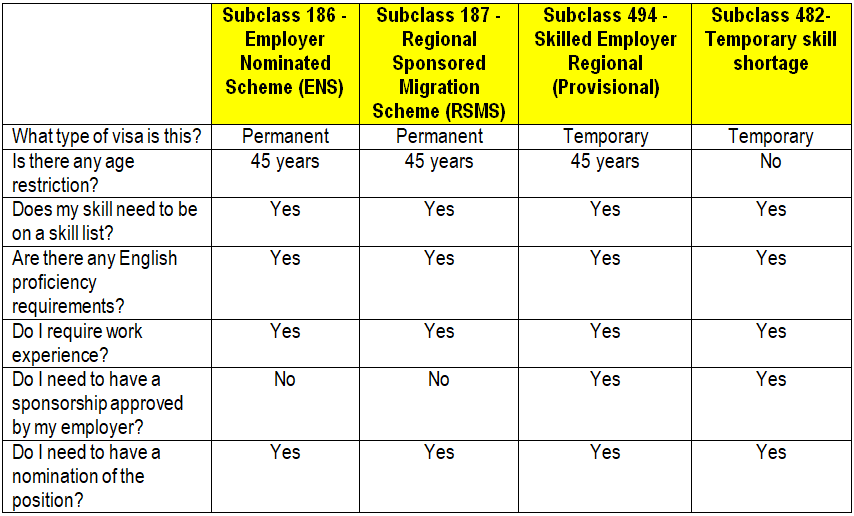 Subclass 186 -
Employer
Nominated
Scheme (ENS)
Subclass 187 -
Regional
Sponsored
Migration
Scheme (RSMS)
Subclass 494 -
Skilled Employer
Regional
(Provisional)
Subclass 482-
Temporary skill
shortage
What type of visa is this? Permanent Permanent Temporary Temporary
Is there any age 45 years 45 years 45 years No
restriction?
Does my skill need to be Yes Yes Yes Yes
on a skill list?
Are there any English Yes Yes Yes Yes
proficiency
requirements?
Do I require work Yes Yes Yes Yes
experience?
Do I need to have a No No Yes Yes
sponsorship approved
by my employer?
Do I need to have a Yes Yes Yes Yes
nomination of the
position?